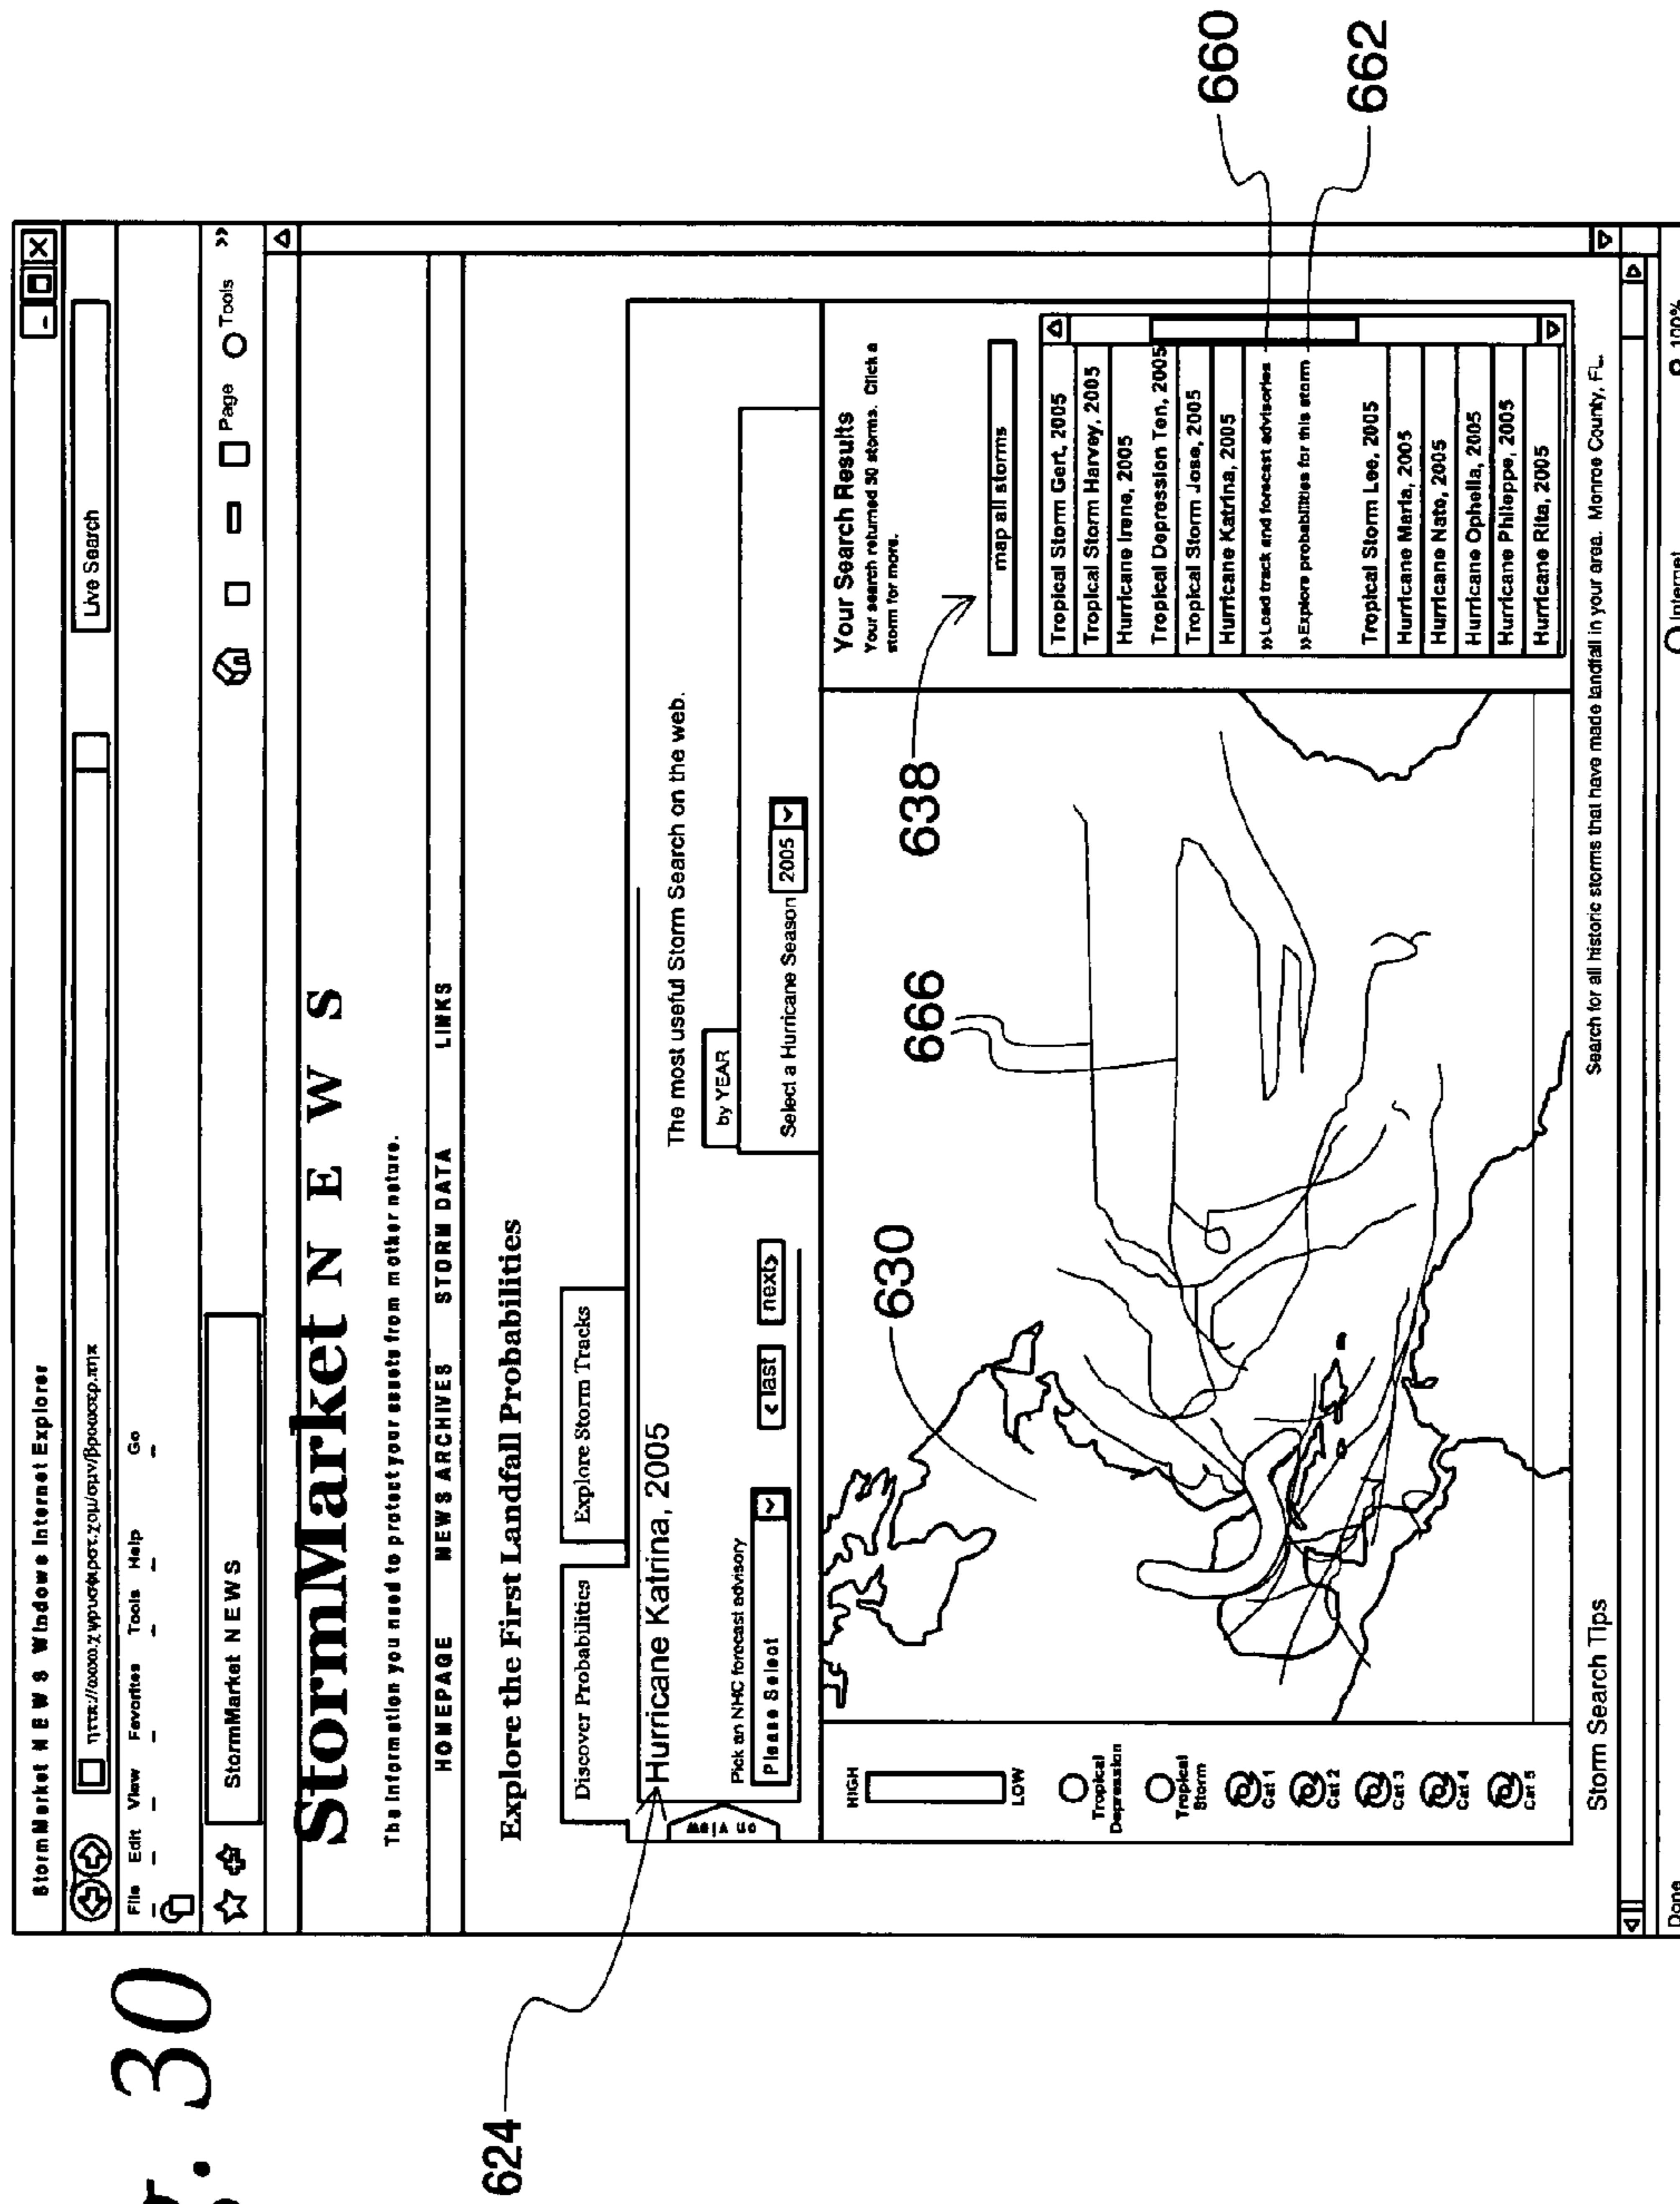 StormMarket N E W S Windows Internet Explorer
Live Search
File Edit View Favorites Tools Help Go
StormMarket NEWS
Page Tools »
StormMarket N E W S
The information you need to protect your assets from mother nature.
HOMEPAGE NEWS ARCHIVES STORM DATA LINKS
Explore the First Landfall Probabilities
Discover Probabilities Explore Storm Tracks
Hurricane Katrina, 2005
The most useful Storm Search on the web.
by YEAR
Pick an NHC forecast advisory
Please Select < last next>
Select a Hurricane Season 2005
HIGH
LOW
Tropical
Depression
Tropical
Storm
Cat 1
Cat 2
Cat 3
Cat 4
Cat 5
Your Search Results
Your search returned 30 storms. Click a
storm for more.
map all storms
Tropical Storm Gert, 2005
Tropical Storm Harvey, 2005
Hurricane Irene, 2005
Tropical Depression Ten, 2005
Tropical Storm Jose, 2005
Hurricane Katrina, 2005
»Load track and forecast advisories
»Explore probabilities for this storm
Tropical Storm Lee, 2005
Hurricane Maria, 2005
Hurricane Nate, 2005
Hurricane Ophelia, 2005
Hurricane Phileppe, 2005
Hurricane Rita, 2005
Storm Search Tips
Search for all historic storms that have made landfall in your area. Monroe County, FL.
Done Internet 100%
624
630
666
638
660
662
30